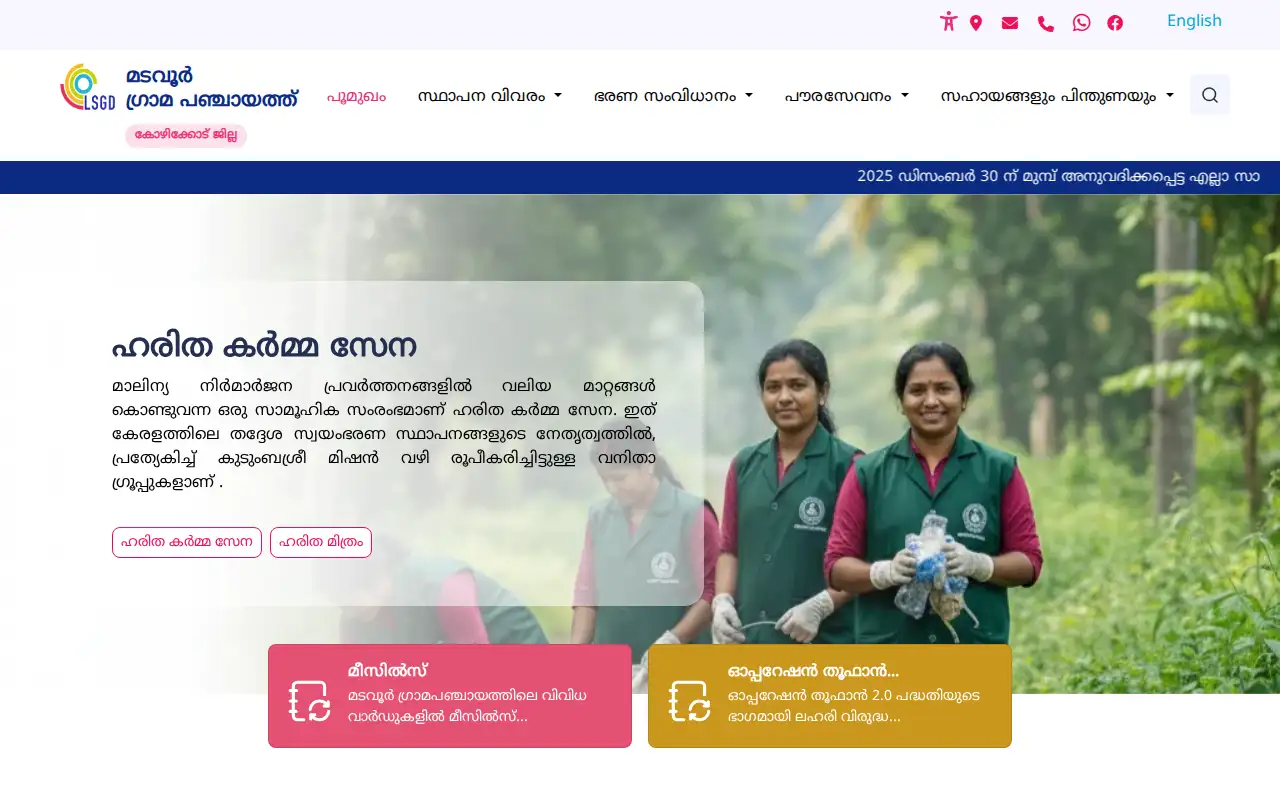 English
LSGD
മടവൂർ
ഗ്രാമ പഞ്ചായത്ത്
കോഴിക്കോട് ജില്ല
പൂമുഖം സ്ഥാപന വിവരം ഭരണ സംവിധാനം പൗരസേവനം സഹായങ്ങളും പിന്തുണയും
2025 ഡിസംബർ 30 ന് മുമ്പ് അനുവദിക്കപ്പെട്ട എല്ലാ സാ
ഹരിത കർമ്മ സേന
മാലിന്യ നിർമാർജന പ്രവർത്തനങ്ങളിൽ വലിയ മാറ്റങ്ങൾ
കൊണ്ടുവന്ന ഒരു സാമൂഹിക സംരംഭമാണ് ഹരിത കർമ്മ സേന. ഇത്
കേരളത്തിലെ തദ്ദേശ സ്വയംഭരണ സ്ഥാപനങ്ങളുടെ നേതൃത്വത്തിൽ,
പ്രത്യേകിച്ച് കുടുംബശ്രീ മിഷൻ വഴി രൂപീകരിച്ചിട്ടുള്ള വനിതാ
ഗ്രൂപ്പുകളാണ് .
ഹരിത കർമ്മ സേന ഹരിത മിത്രം
മീസിൽസ്
മടവൂർ ഗ്രാമപഞ്ചായത്തിലെ വിവിധ
വാർഡുകളിൽ മീസിൽസ്...
ഓപ്പറേഷൻ തൂഫാൻ...
ഓപ്പറേഷൻ തൂഫാൻ 2.0 പദ്ധതിയുടെ
ഭാഗമായി ലഹരി വിരുദ്ധ...